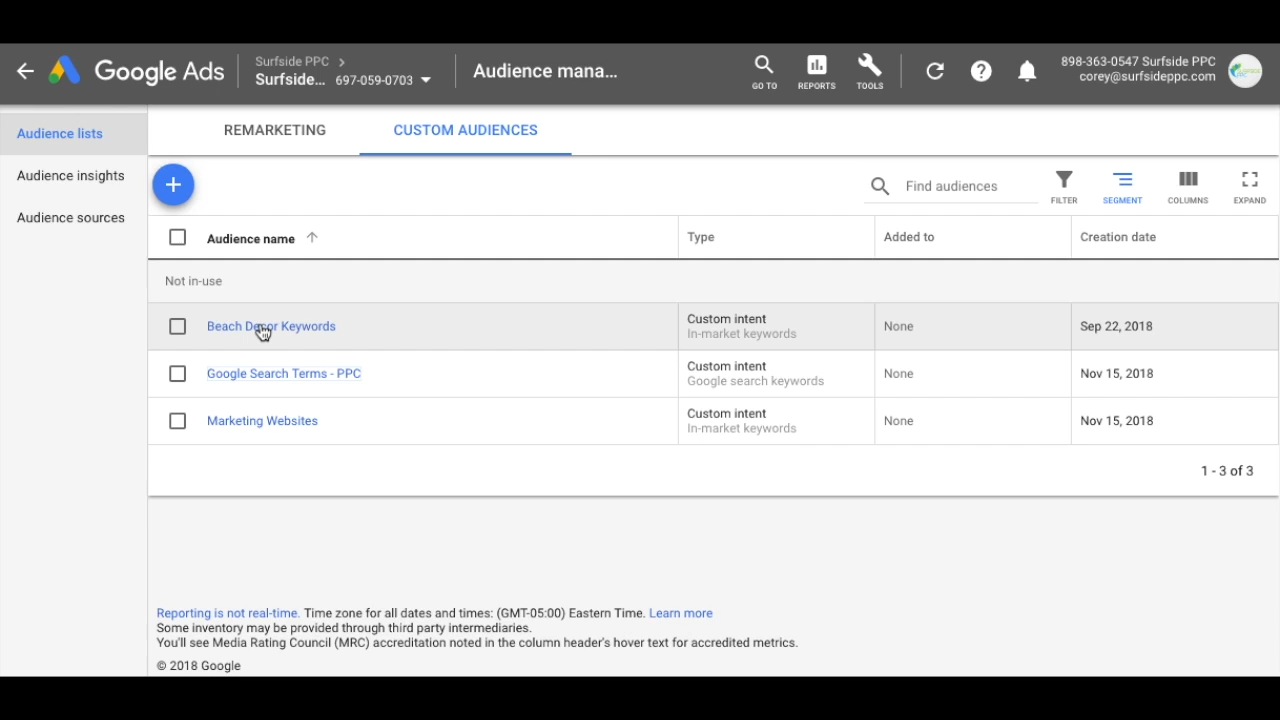 Google Ads
Surfside PPC
Surfside... 697-059-0703
Audience mana...
GO TO
REPORTS
TOOLS
898-363-0547 Surfside PPC
corey@surfsideppc.com
Audience lists
Audience insights
Audience sources
REMARKETING
CUSTOM AUDIENCES
Find audiences
FILTER
SEGMENT
COLUMNS
EXPAND
Audience name
Type
Added to
Creation date
Not in-use
Beach Decor Keywords
Custom intent
In-market keywords
None
Sep 22, 2018
Google Search Terms - PPC
Custom intent
Google search keywords
None
Nov 15, 2018
Marketing Websites
Custom intent
In-market keywords
None
Nov 15, 2018
1 - 3 of 3
Reporting is not real-time. Time zone for all dates and times: (GMT-05:00) Eastern Time. Learn more
Some inventory may be provided through third party intermediaries.
You'll see Media Rating Council (MRC) accreditation noted in the column header's hover text for accredited metrics.
© 2018 Google